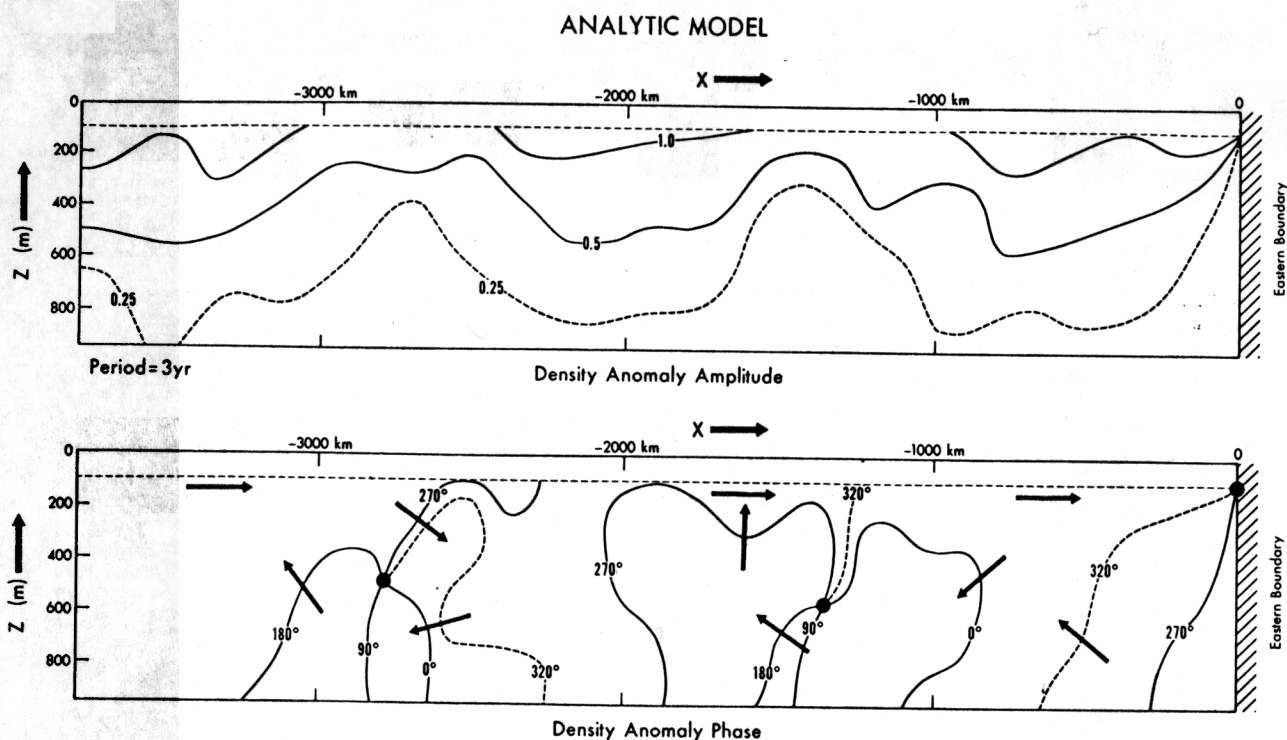 ANALYTIC MODEL
X
-3000 km
-2000 km
-1000 km
0
0
200
400
600
800
Z (m)
1.0
0.5
0.25
0.25
Eastern Boundary
Period=3yr
Density Anomaly Amplitude
X
-3000 km
-2000 km
-1000 km
0
0
200
400
600
800
Z (m)
270°
320°
270°
320°
270°
180°
90°
0°
320°
180°
90°
0°
Eastern Boundary
Density Anomaly Phase